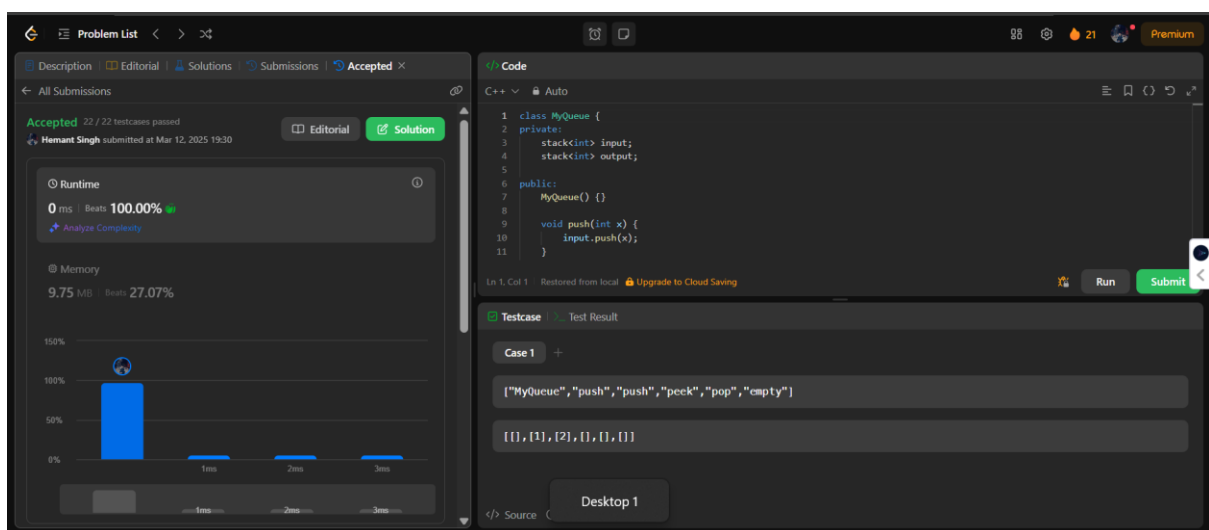 Problem List
21
Premium
Description | Editorial | Solutions | Submissions | Accepted ×
All Submissions
Accepted 22 / 22 testcases passed
Hemant Singh submitted at Mar 12, 2025 19:30
Editorial
Solution
Runtime
0 ms | Beats 100.00%
Analyze Complexity
Memory
9.75 MB | Beats 27.07%
150%
100%
50%
0%
1ms 2ms 3ms
1ms 2ms 3ms
</> Code
C++ Auto
1 class MyQueue {
2 private:
3 stack<int> input;
4 stack<int> output;
5
6 public:
7 MyQueue() {}
8
9 void push(int x) {
10 input.push(x);
11 }
Ln 1, Col 1 | Restored from local Upgrade to Cloud Saving
Run
Submit
Testcase | >_ Test Result
Case 1 +
["MyQueue","push","push","peek","pop","empty"]
[[],[1],[2],[],[],[]]
Desktop 1
</> Source